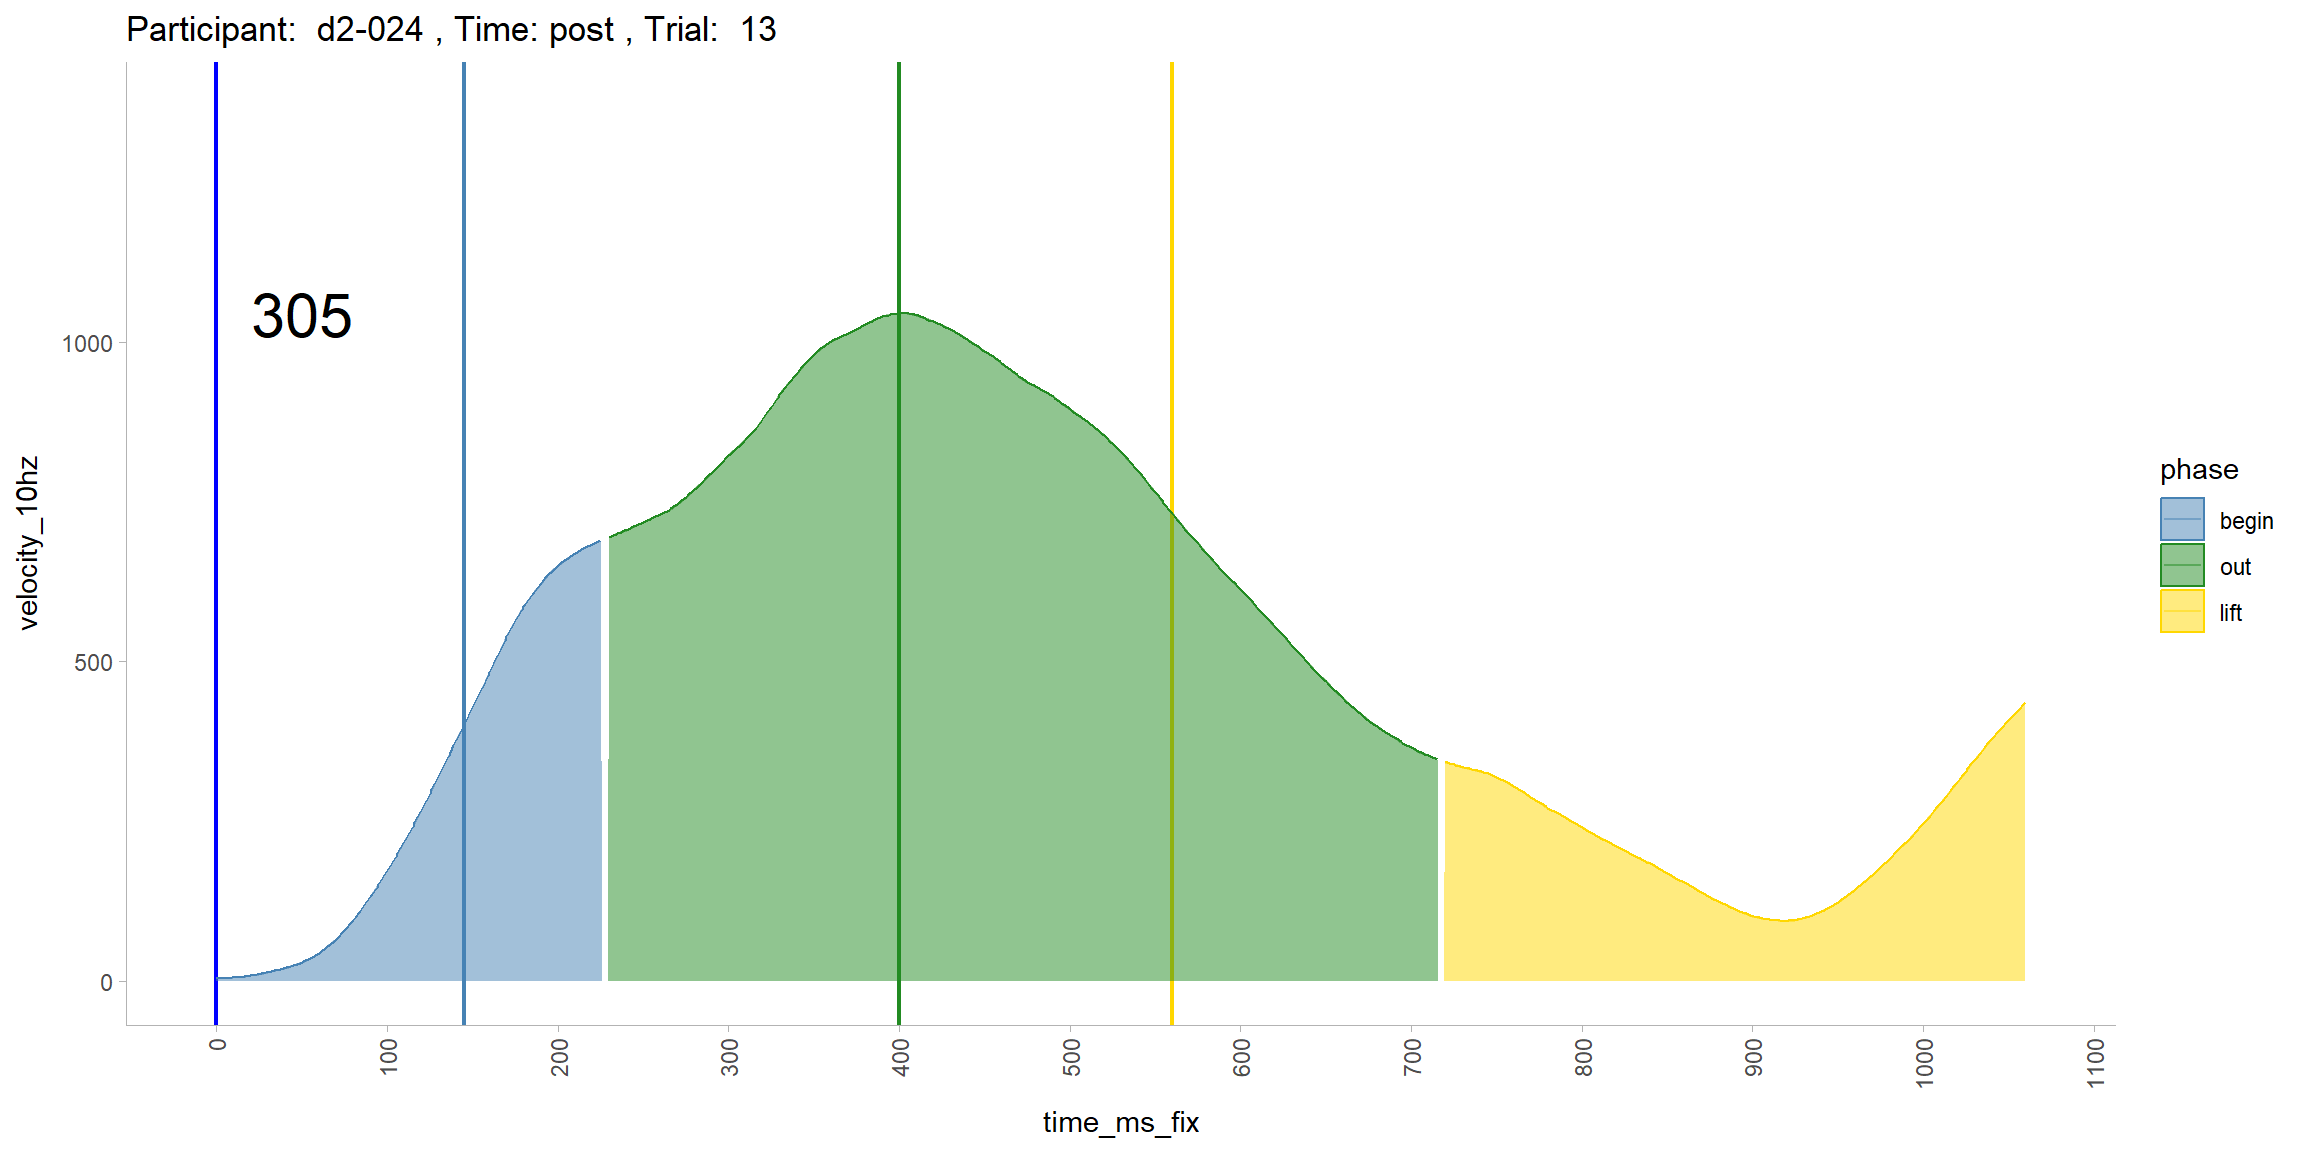 Participant:  d2-024 , Time: post , Trial:  13
305
1000
500
0
velocity_10hz
0
100
200
300
400
500
600
700
800
900
1000
1100
time_ms_fix
phase
begin
out
lift